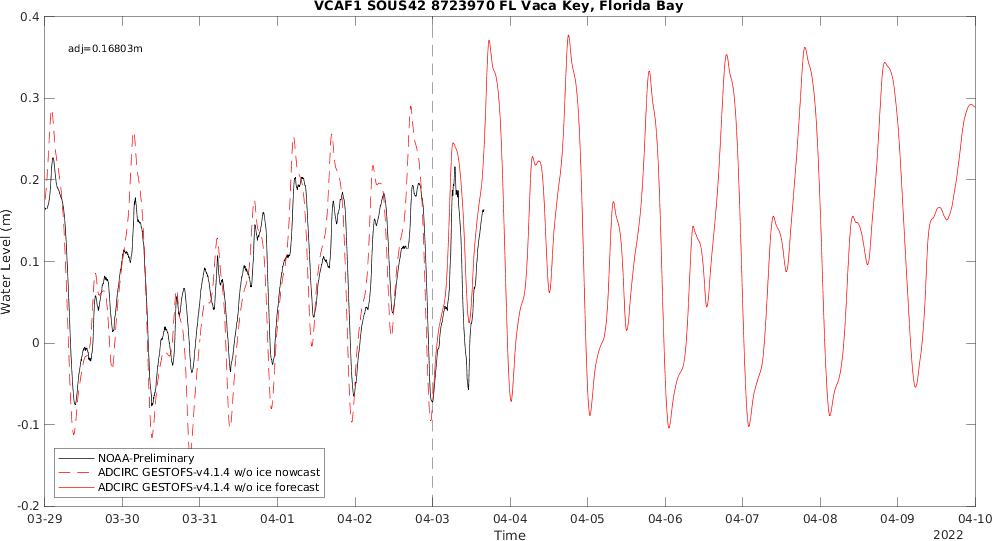 VCAF1 SOUS42 8723970 FL Vaca Key, Florida Bay
0.4
adj=0.16803m
0.3
0.2
0.1
0
-0.1
-0.2
Water Level (m)
NOAA-Preliminary
ADCIRC GESTOFS-v4.1.4 w/o ice nowcast
ADCIRC GESTOFS-v4.1.4 w/o ice forecast
03-29 03-30 03-31 04-01 04-02 04-03 04-04 04-05 04-06 04-07 04-08 04-09 04-10
Time
2022